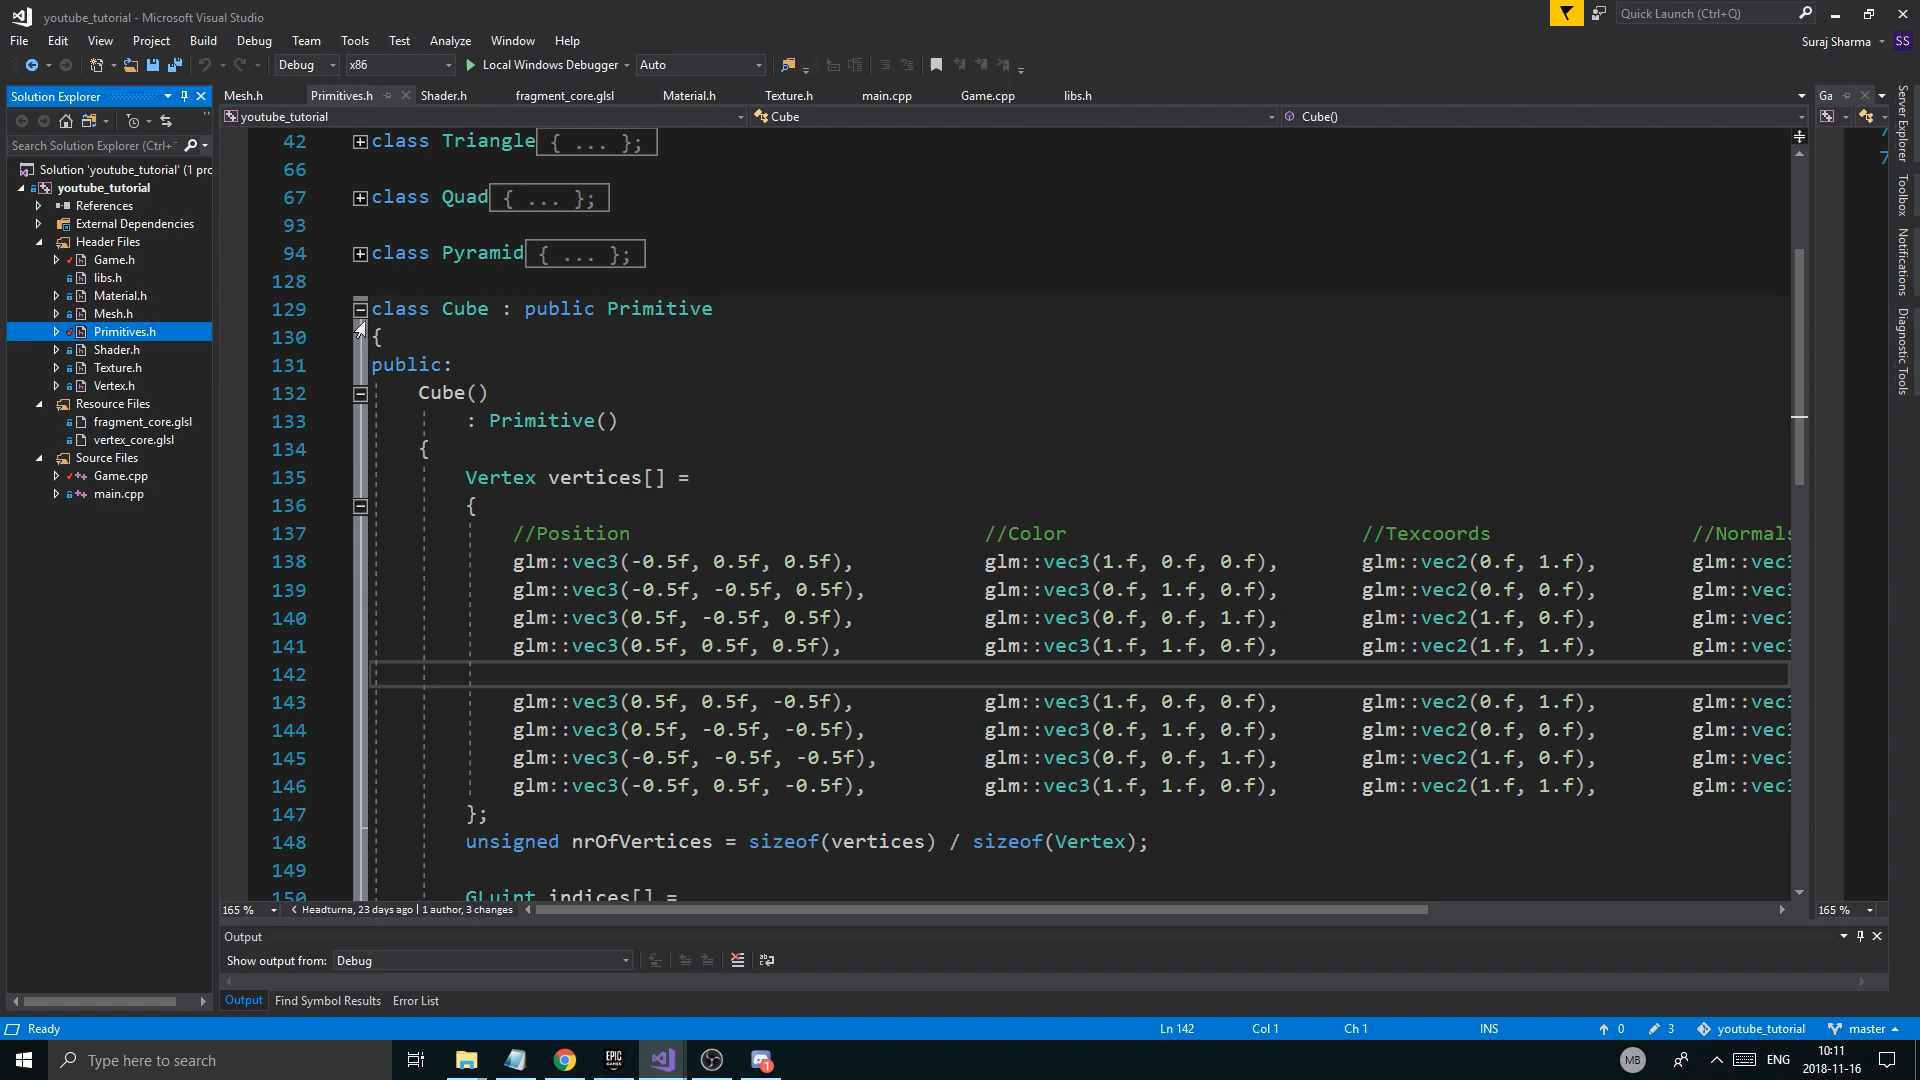 youtube_tutorial - Microsoft Visual Studio
Quick Launch (Ctrl+Q)
File Edit View Project Build Debug Team Tools Test Analyze Window Help
Suraj Sharma SS
Debug x86 Local Windows Debugger Auto
Solution Explorer
Search Solution Explorer (Ctrl+
Solution 'youtube_tutorial' (1 pro
youtube_tutorial
References
External Dependencies
Header Files
Game.h
libs.h
Material.h
Mesh.h
Primitives.h
Shader.h
Texture.h
Vertex.h
Resource Files
fragment_core.glsl
vertex_core.glsl
Source Files
Game.cpp
main.cpp
Mesh.h Primitives.h Shader.h fragment_core.glsl Material.h Texture.h main.cpp Game.cpp libs.h Ga
youtube_tutorial Cube Cube()
42 class Triangle{ ... };
66
67 class Quad{ ... };
93
94 class Pyramid{ ... };
128
129 class Cube : public Primitive
130 {
131 public:
132 Cube()
133 : Primitive()
134 {
135 Vertex vertices[] =
136 {
137 //Position //Color //Texcoords //Normals
138 glm::vec3(-0.5f, 0.5f, 0.5f), glm::vec3(1.f, 0.f, 0.f), glm::vec2(0.f, 1.f), glm::vec3
139 glm::vec3(-0.5f, -0.5f, 0.5f), glm::vec3(0.f, 1.f, 0.f), glm::vec2(0.f, 0.f), glm::vec3
140 glm::vec3(0.5f, -0.5f, 0.5f), glm::vec3(0.f, 0.f, 1.f), glm::vec2(1.f, 0.f), glm::vec3
141 glm::vec3(0.5f, 0.5f, 0.5f), glm::vec3(1.f, 1.f, 0.f), glm::vec2(1.f, 1.f), glm::vec3
142
143 glm::vec3(0.5f, 0.5f, -0.5f), glm::vec3(1.f, 0.f, 0.f), glm::vec2(0.f, 1.f), glm::vec3
144 glm::vec3(0.5f, -0.5f, -0.5f), glm::vec3(0.f, 1.f, 0.f), glm::vec2(0.f, 0.f), glm::vec3
145 glm::vec3(-0.5f, -0.5f, -0.5f), glm::vec3(0.f, 0.f, 1.f), glm::vec2(1.f, 0.f), glm::vec3
146 glm::vec3(-0.5f, 0.5f, -0.5f), glm::vec3(1.f, 1.f, 0.f), glm::vec2(1.f, 1.f), glm::vec3
147 };
148 unsigned nrOfVertices = sizeof(vertices) / sizeof(Vertex);
149
150 GLuint indices[] =
165 % Headturna, 23 days ago | 1 author, 3 changes 165 %
Server Explorer
Toolbox
Notifications
Diagnostic Tools
Output
Show output from: Debug
Output Find Symbol Results Error List
Ready Ln 142 Col 1 Ch 1 INS 0 3 youtube_tutorial master
Type here to search
EPIC GAMES
1
MB
ENG
10:11
2018-11-16